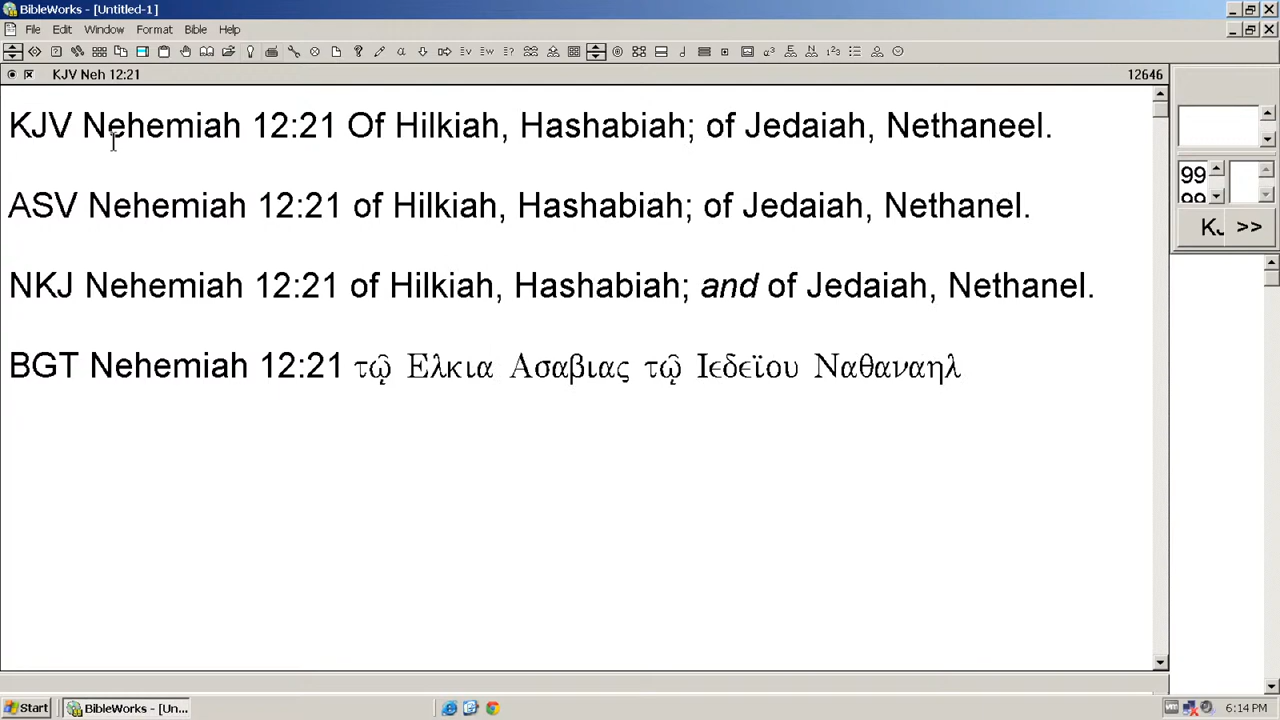 BibleWorks - [Untitled-1]
File Edit Window Format Bible Help
KJV Neh 12:21 12646
KJV Nehemiah 12:21 Of Hilkiah, Hashabiah; of Jedaiah, Nethaneel.
ASV Nehemiah 12:21 of Hilkiah, Hashabiah; of Jedaiah, Nethanel.
NKJ Nehemiah 12:21 of Hilkiah, Hashabiah; and of Jedaiah, Nethanel.
BGT Nehemiah 12:21 τῷ Ελκια Ασαβιας τῷ Ιεδεϊου Ναθαναηλ
99
KJ >>
Start BibleWorks - [Un... 6:14 PM